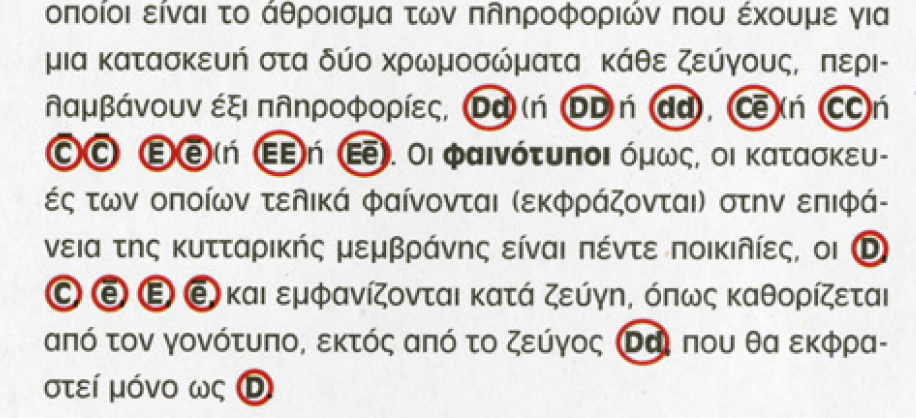 οποίοι είναι το άθροισμα των πληροφοριών που έχουμε για
μια κατασκευή στα δύο χρωμοσώματα κάθε ζεύγους, περι-
λαμβάνουν έξι πληροφορίες, Dd (ή DD ή dd), Cē (ή CC ή
C̄ C̄) E ē (ή EE ή Eē). Οι φαινότυποι όμως, οι κατασκευ-
ές των οποίων τελικά φαίνονται (εκφράζονται) στην επιφά-
νεια της κυτταρικής μεμβράνης είναι πέντε ποικιλίες, οι D,
C, ē, E, ē, και εμφανίζονται κατά ζεύγη, όπως καθορίζεται
από τον γονότυπο, εκτός από το ζεύγος Dd, που θα εκφρα-
στεί μόνο ως D.